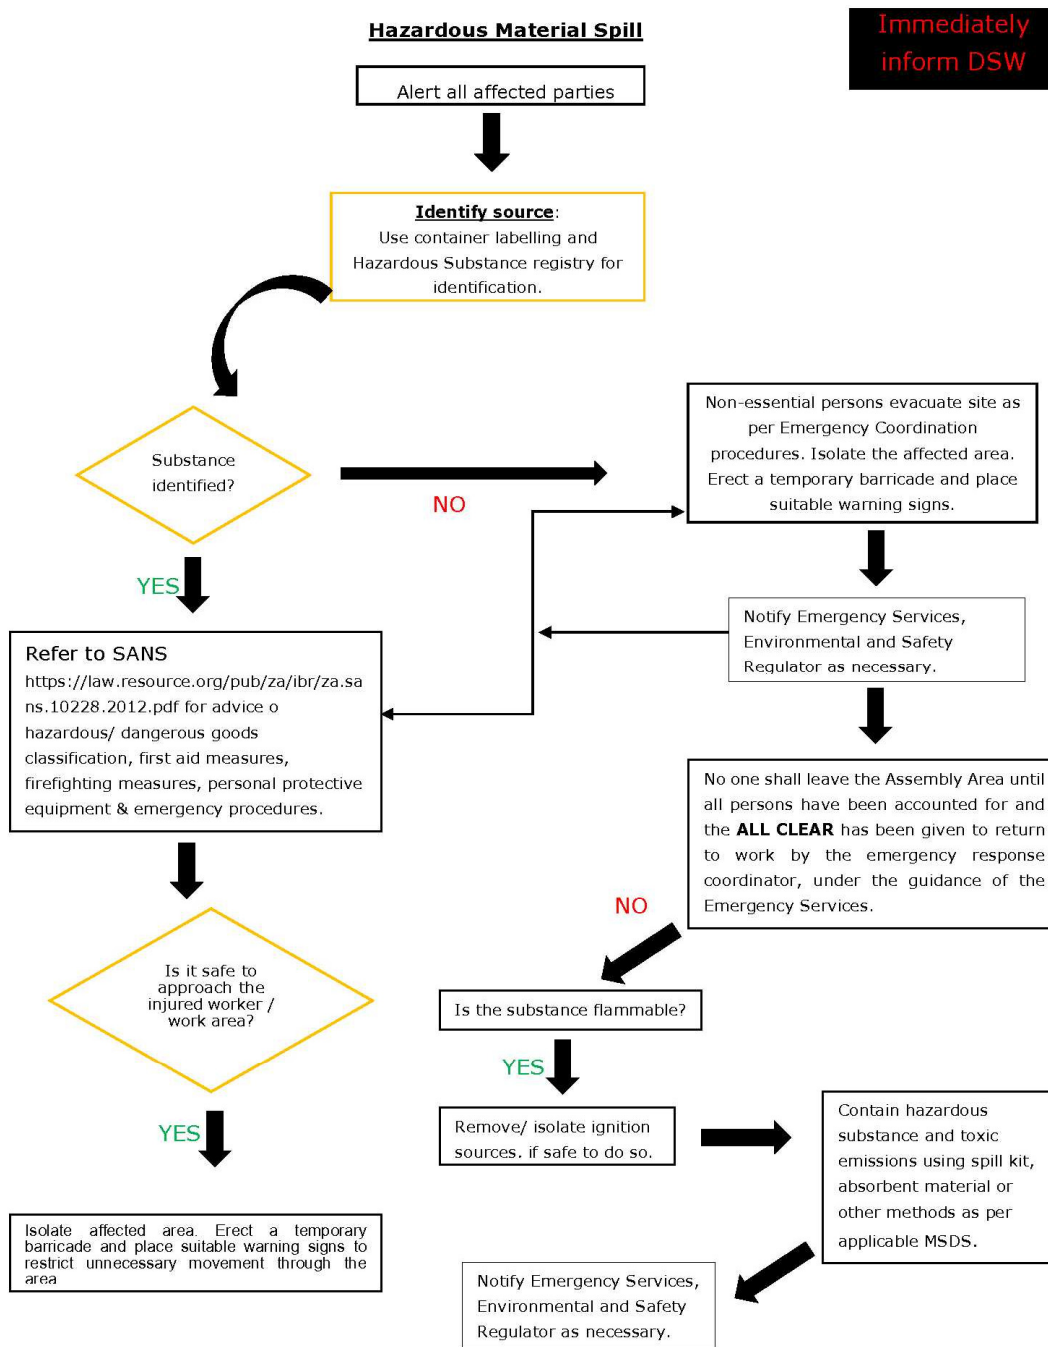 Hazardous Material Spill
Immediately
inform DSW
Alert all affected parties
Identify source:
Use container labelling and
Hazardous Substance registry for
identification.
Substance
identified?
NO
Non-essential persons evacuate site as
per Emergency Coordination
procedures. Isolate the affected area.
Erect a temporary barricade and place
suitable warning signs.
YES
Notify Emergency Services,
Environmental and Safety
Regulator as necessary.
Refer to SANS
https://law.resource.org/pub/za/ibr/za.sa
ns.10228.2012.pdf for advice o
hazardous/ dangerous goods
classification, first aid measures,
firefighting measures, personal protective
equipment & emergency procedures.
No one shall leave the Assembly Area until
all persons have been accounted for and
the ALL CLEAR has been given to return
to work by the emergency response
coordinator, under the guidance of the
Emergency Services.
NO
Is it safe to
approach the
injured worker /
work area?
Is the substance flammable?
YES
YES
Remove/ isolate ignition
sources. if safe to do so.
Contain hazardous
substance and toxic
emissions using spill kit,
absorbent material or
other methods as per
applicable MSDS.
Isolate affected area. Erect a temporary
barricade and place suitable warning signs to
restrict unnecessary movement through the
area
Notify Emergency Services,
Environmental and Safety
Regulator as necessary.